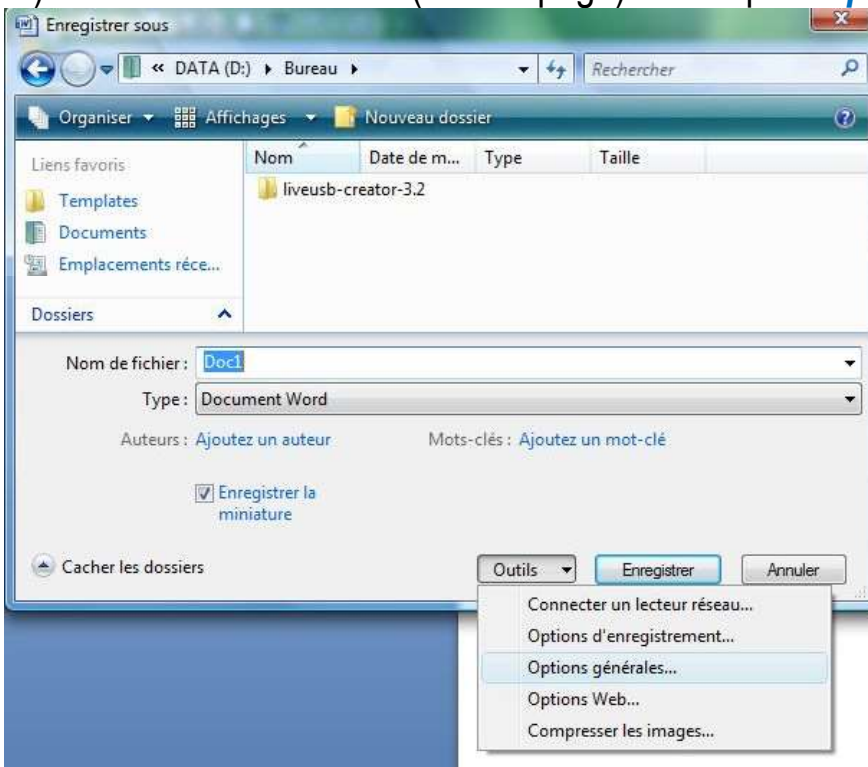 Enregistrer sous
« DATA (D:) ▸ Bureau ▸ Rechercher
Organiser Affichages Nouveau dossier
Liens favoris
Templates
Documents
Emplacements réce...
Dossiers
Nom Date de m... Type Taille
liveusb-creator-3.2
Nom de fichier : Doc1
Type : Document Word
Auteurs : Ajoutez un auteur Mots-clés : Ajoutez un mot-clé
Enregistrer la
miniature
Cacher les dossiers Outils Enregistrer Annuler
Connecter un lecteur réseau...
Options d'enregistrement...
Options générales...
Options Web...
Compresser les images...